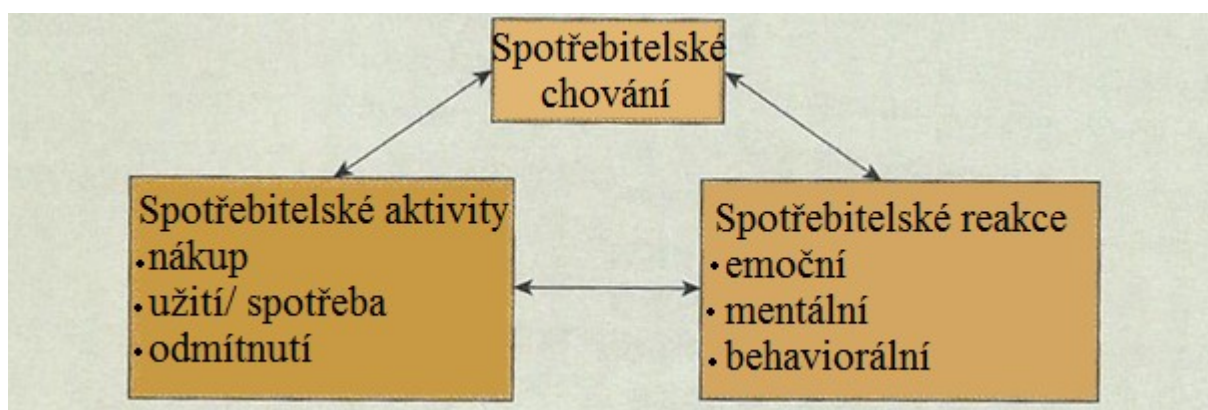 Spotřebitelské
chování
Spotřebitelské aktivity
•nákup
•užití/ spotřeba
•odmítnutí
Spotřebitelské reakce
• emoční
• mentální
• behaviorální